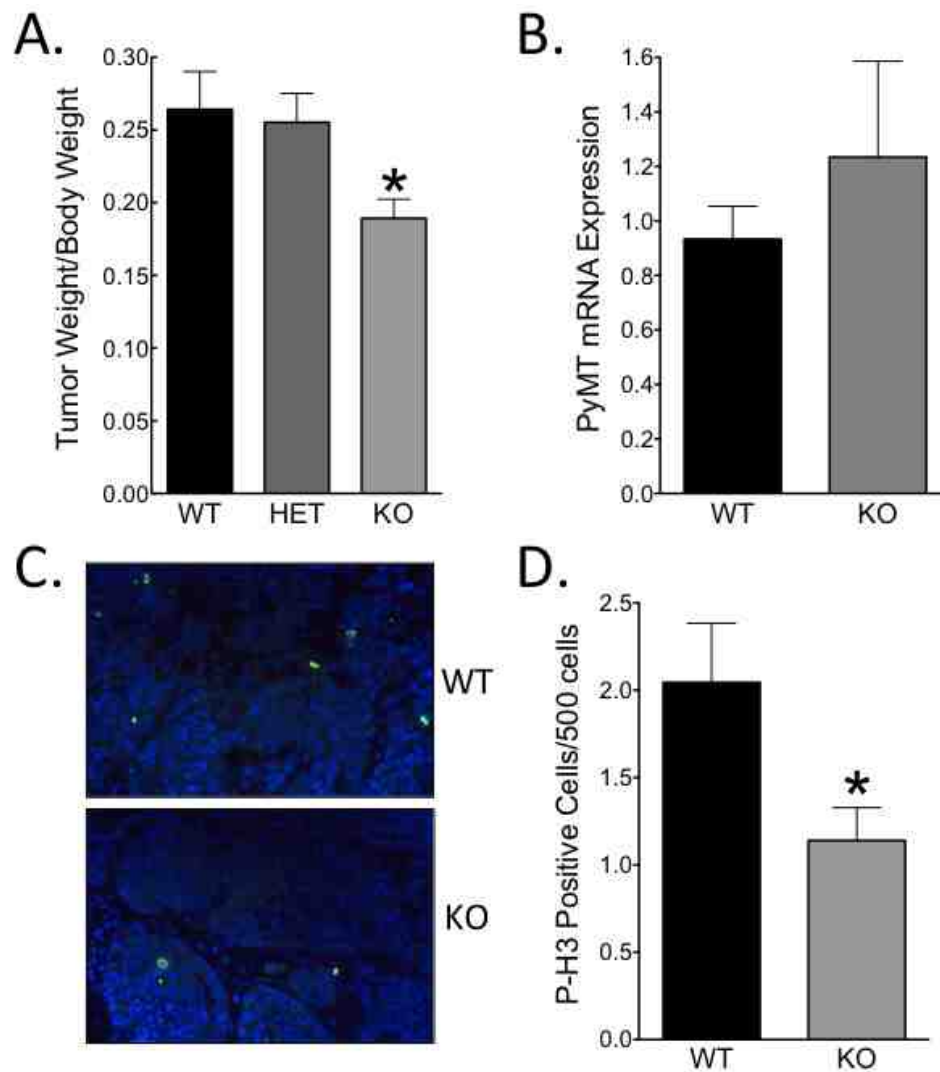 A.
Tumor Weight/Body Weight
0.30
0.25
0.20
0.15
0.10
0.05
0.00
*
WT HET KO
B.
PyMT mRNA Expression
1.6
1.4
1.2
1.0
0.8
0.6
0.4
0.2
0.0
WT KO
C.
WT
KO
D.
P-H3 Positive Cells/500 cells
2.5
2.0
1.5
1.0
0.5
0.0
*
WT KO